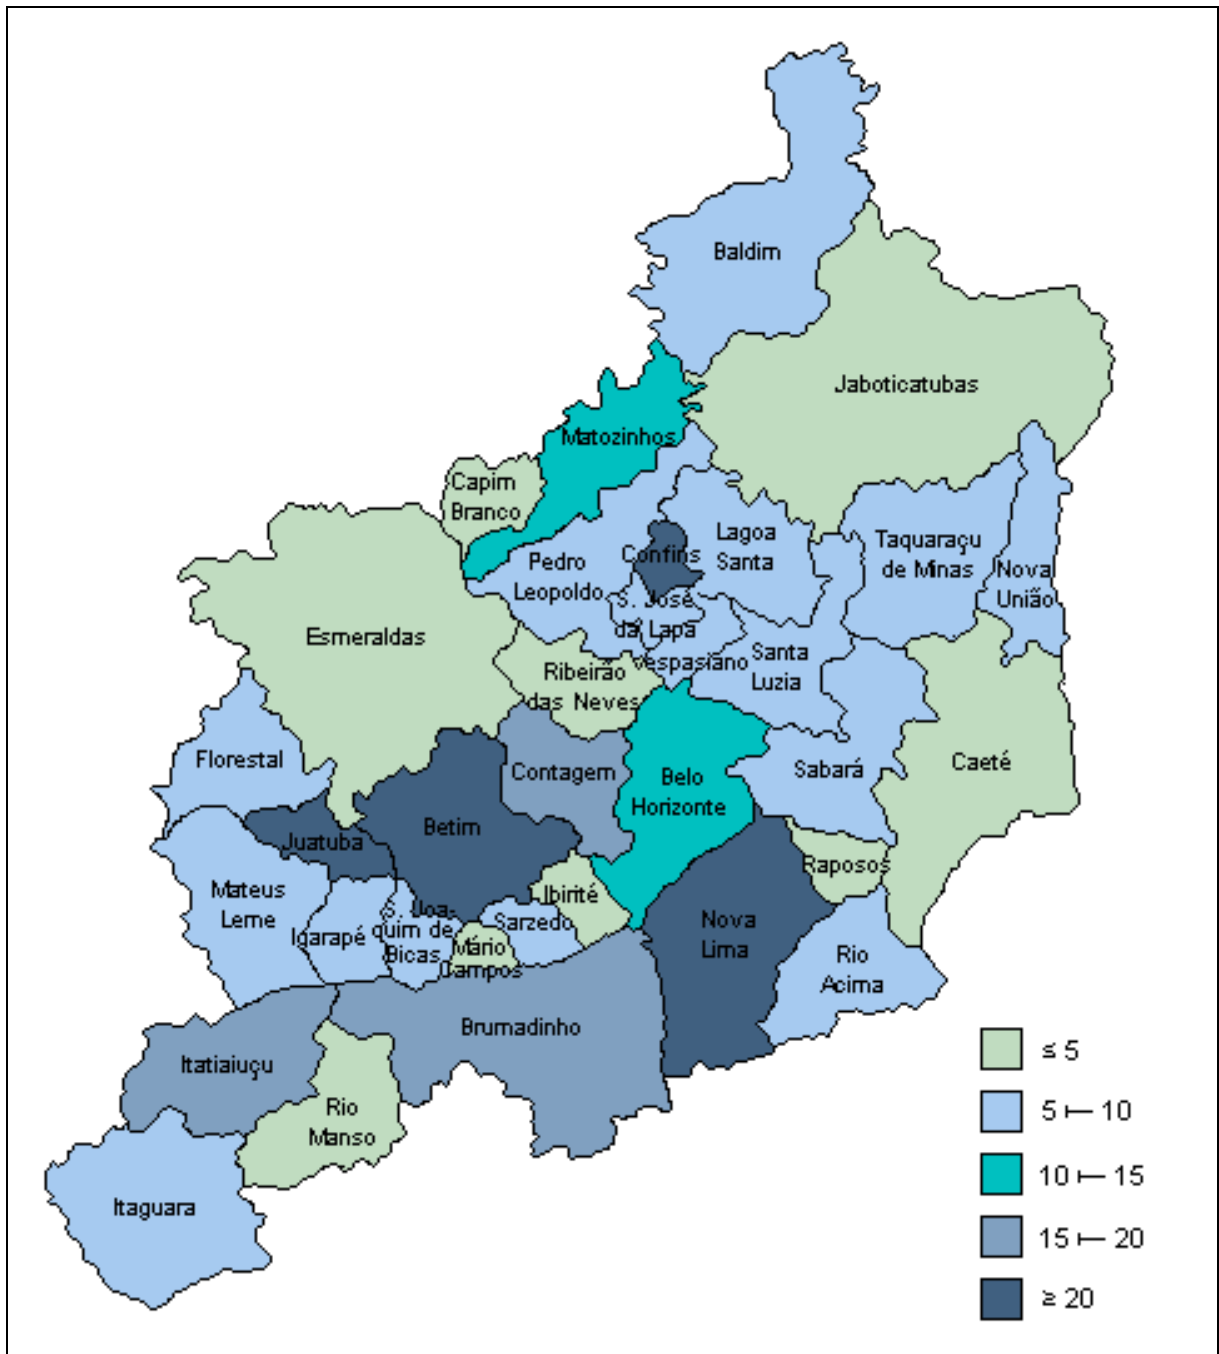 Baldim
Jaboticatubas
Matozinhos
Capim
Branco
Lagoa
Santa
Confins
Taquaraçu
de Minas
Pedro
Leopoldo
Nova
União
S. José
da Lapa
Esmeraldas
Vespasiano
Santa
Luzia
Ribeirão
das Neves
Florestal
Contagem
Belo
Horizonte
Sabará
Caeté
Betim
Juatuba
Raposos
Mateus
Leme
Ibirité
Igarapé
S. Joa-
quim de
Bicas
Sarzedo
Mário
Campos
Nova
Lima
Rio
Acima
Brumadinho
Itatiaiuçu
Rio
Manso
Itaguara
≤ 5
5 ⊢ 10
10 ⊢ 15
15 ⊢ 20
≥ 20